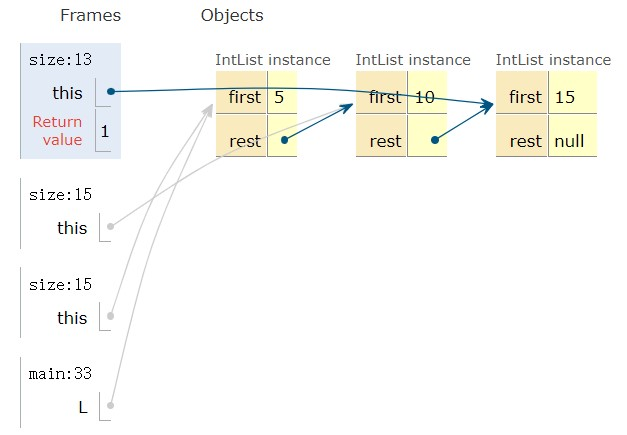 Frames Objects
size:13
this
Return
value 1
size:15
this
size:15
this
main:33
L
IntList instance IntList instance IntList instance
first 5 first 10 first 15
rest rest rest null